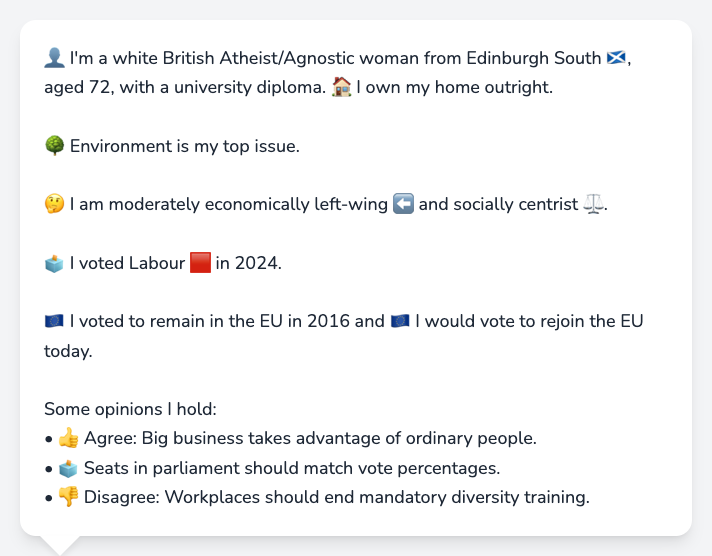 👤 I'm a white British Atheist/Agnostic woman from Edinburgh South 🏴󠁧󠁢󠁳󠁣󠁴󠁿,
aged 72, with a university diploma. 🏠 I own my home outright.
🌳 Environment is my top issue.
🤔 I am moderately economically left-wing ⬅️ and socially centrist ⚖️.
🗳️ I voted Labour 🟥 in 2024.
🇪🇺 I voted to remain in the EU in 2016 and 🇪🇺 I would vote to rejoin the EU
today.
Some opinions I hold:
• 👍 Agree: Big business takes advantage of ordinary people.
• 🗳️ Seats in parliament should match vote percentages.
• 👎 Disagree: Workplaces should end mandatory diversity training.